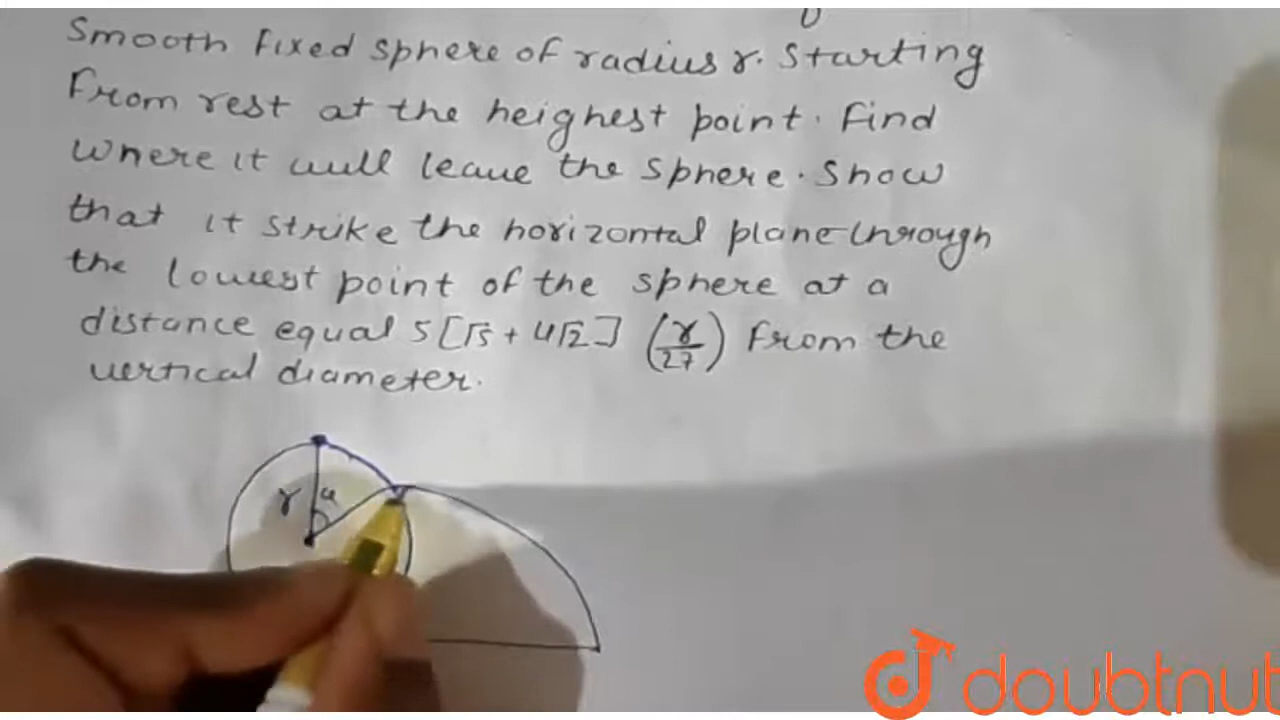 Smooth fixed sphere of radius r. Starting
From rest at the heighest point. Find
where it will leave the sphere. Show
that it strike the horizontal plane through
the lowest point of the sphere at a
distance equal 5[√5 + 4√2] (r/27) From the
vertical diameter.
r α
doubtnut